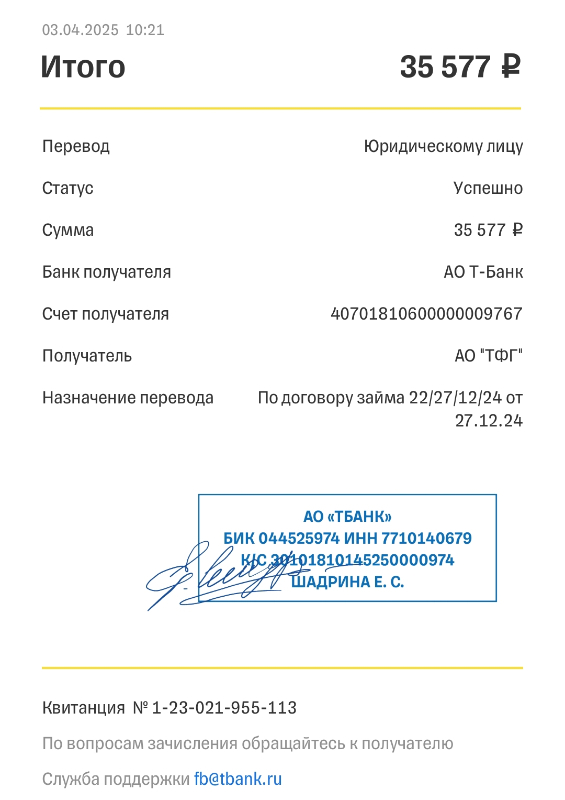 03.04.2025 10:21
Итого 35 577 ₽
Перевод Юридическому лицу
Статус Успешно
Сумма 35 577 ₽
Банк получателя АО Т-Банк
Счет получателя 40701810600000009767
Получатель АО "ТФГ"
Назначение перевода По договору займа 22/27/12/24 от
27.12.24
АО «ТБАНК»
БИК 044525974 ИНН 7710140679
К/С 30101810145250000974
ШАДРИНА Е. С.
Квитанция № 1-23-021-955-113
По вопросам зачисления обращайтесь к получателю
Служба поддержки fb@tbank.ru